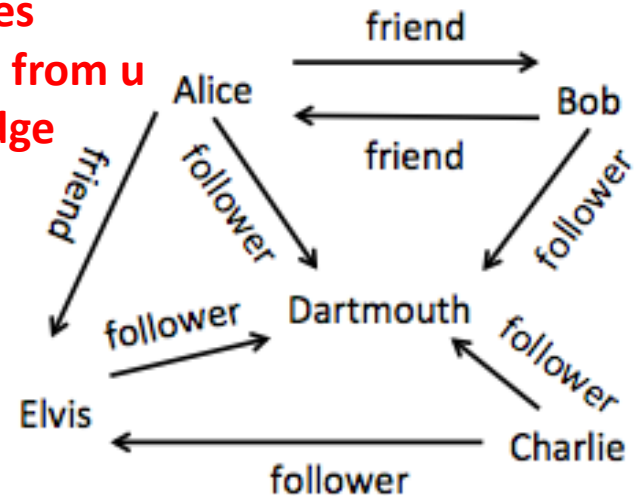 es
from u
dge
friend
Alice
Bob
friend
friend
follower
follower
follower
Dartmouth
follower
Elvis
Charlie
follower